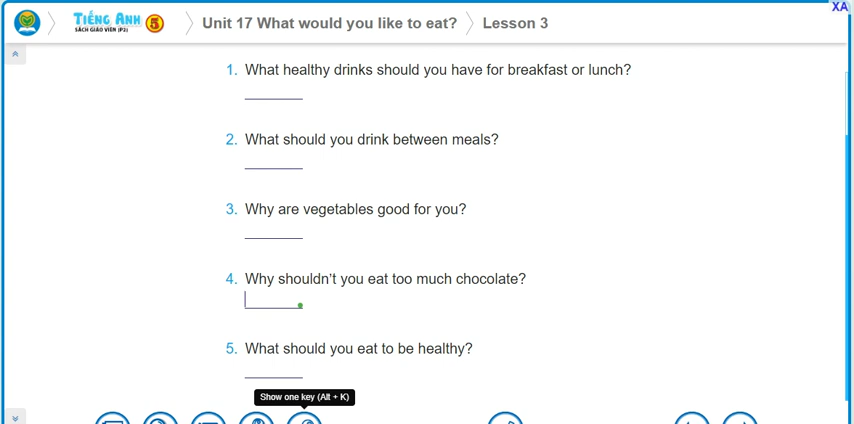 XA
TIẾNG ANH 5
SÁCH GIÁO VIÊN (P2)
Unit 17 What would you like to eat?
Lesson 3
1. What healthy drinks should you have for breakfast or lunch?
2. What should you drink between meals?
3. Why are vegetables good for you?
4. Why shouldn't you eat too much chocolate?
5. What should you eat to be healthy?
Show one key (Alt + K)